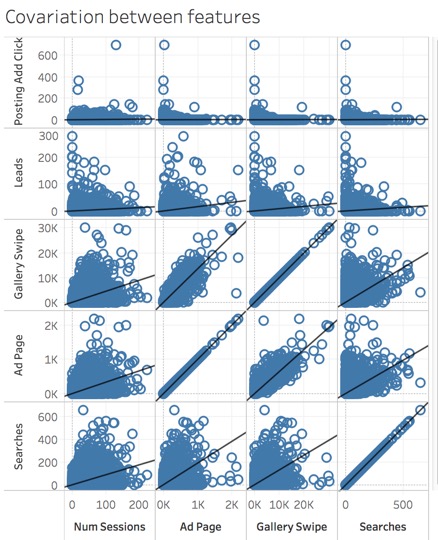 Covariation between features
Posting Add Click
600
400
200
0
Leads
300
200
100
0
Gallery Swipe
30K
20K
10K
0K
Ad Page
2K
1K
0K
Searches
600
400
200
0
0 100 200 0K 1K 2K 0K 10K 20K 0 500
Num Sessions Ad Page Gallery Swipe Searches